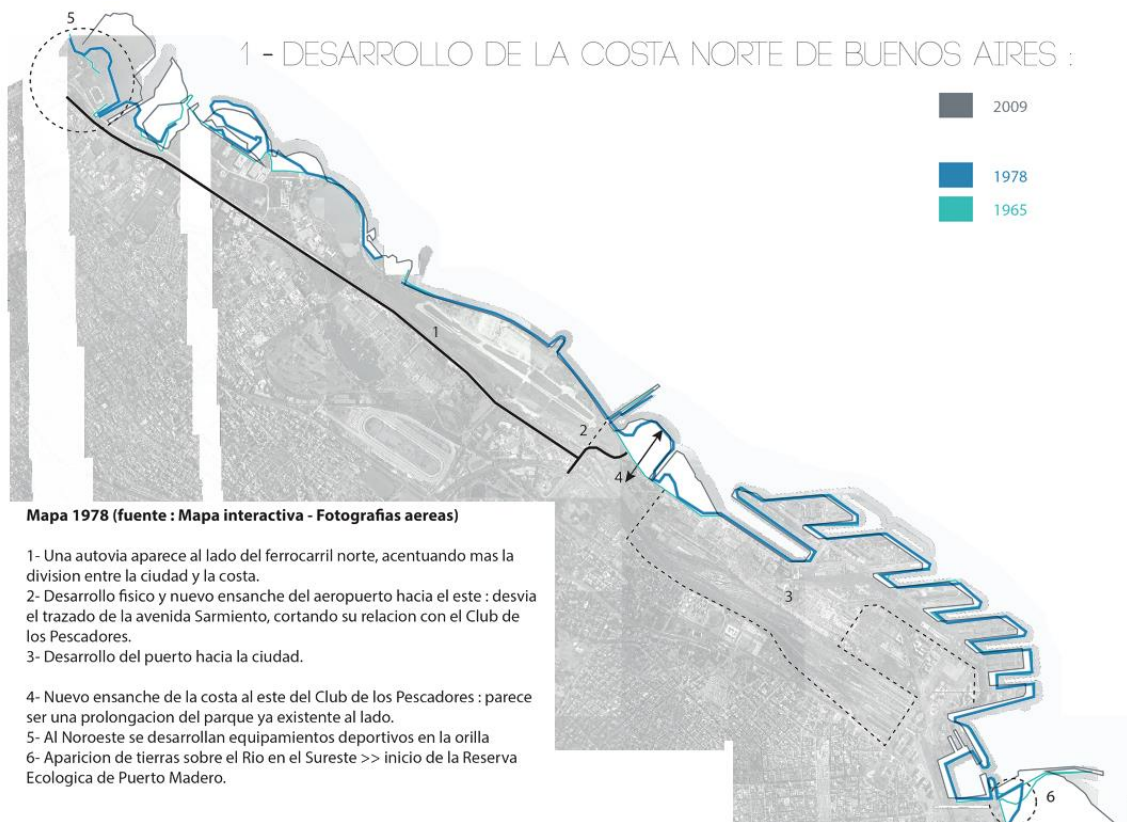 5
1 - DESARROLLO DE LA COSTA NORTE DE BUENOS AIRES :
2009
1978
1965
1
2
4
3
Mapa 1978 (fuente : Mapa interactiva - Fotografias aereas)
1- Una autovia aparece al lado del ferrocarril norte, acentuando mas la
division entre la ciudad y la costa.
2- Desarrollo fisico y nuevo ensanche del aeropuerto hacia el este : desvia
el trazado de la avenida Sarmiento, cortando su relacion con el Club de
los Pescadores.
3- Desarrollo del puerto hacia la ciudad.
4- Nuevo ensanche de la costa al este del Club de los Pescadores : parece
ser una prolongacion del parque ya existente al lado.
5- Al Noroeste se desarrollan equipamientos deportivos en la orilla
6- Aparicion de tierras sobre el Rio en el Sureste >> inicio de la Reserva
Ecologica de Puerto Madero.
6